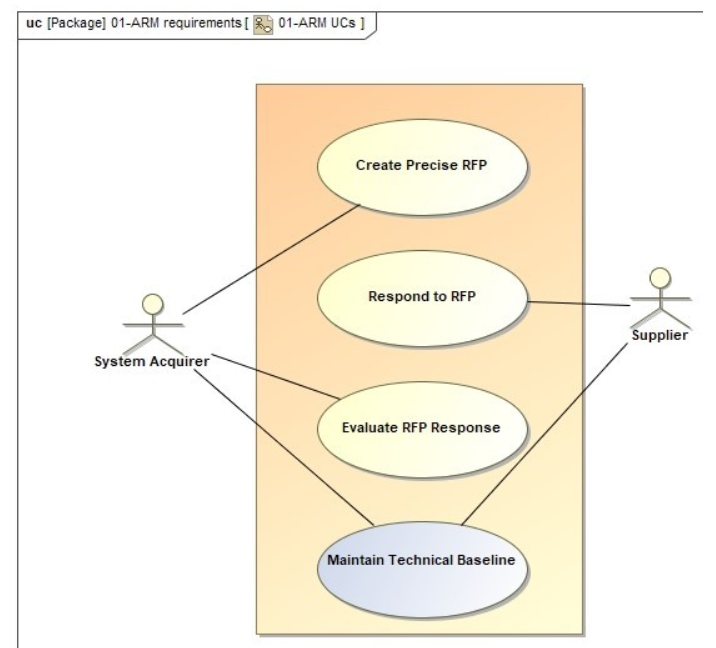 uc [Package] 01-ARM requirements [ 01-ARM UCs ]
Create Precise RFP
Respond to RFP
Supplier
System Acquirer
Evaluate RFP Response
Maintain Technical Baseline